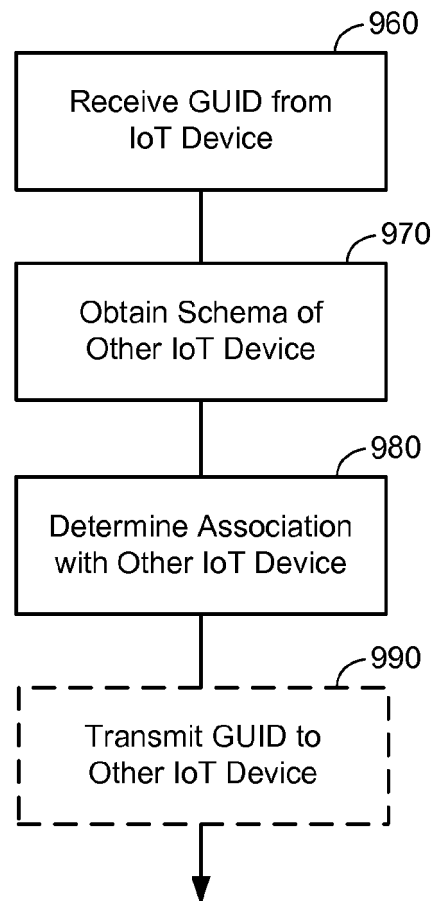 960
Receive GUID from
IoT Device
970
Obtain Schema of
Other IoT Device
980
Determine Association
with Other IoT Device
990
Transmit GUID to
Other IoT Device